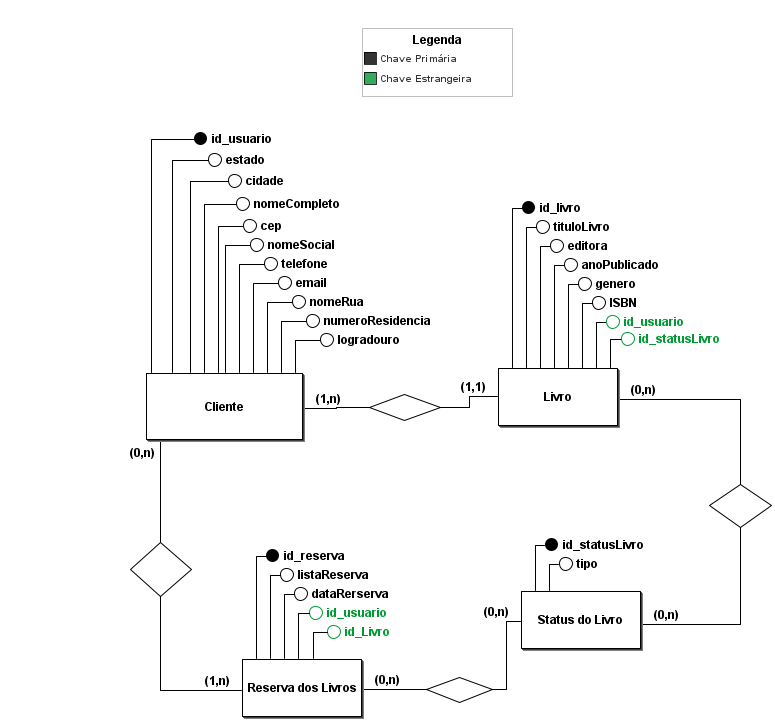 Legenda
Chave Primária
Chave Estrangeira
id_usuario
estado
cidade
nomeCompleto
cep
nomeSocial
telefone
email
nomeRua
numeroResidencia
logradouro
Cliente
(1,n)
(0,n)
id_livro
tituloLivro
editora
anoPublicado
genero
ISBN
id_usuario
id_statusLivro
(1,1)
Livro
(0,n)
id_reserva
listaReserva
dataRerserva
id_usuario
id_Livro
(1,n)
Reserva dos Livros
(0,n)
id_statusLivro
tipo
(0,n)
Status do Livro
(0,n)